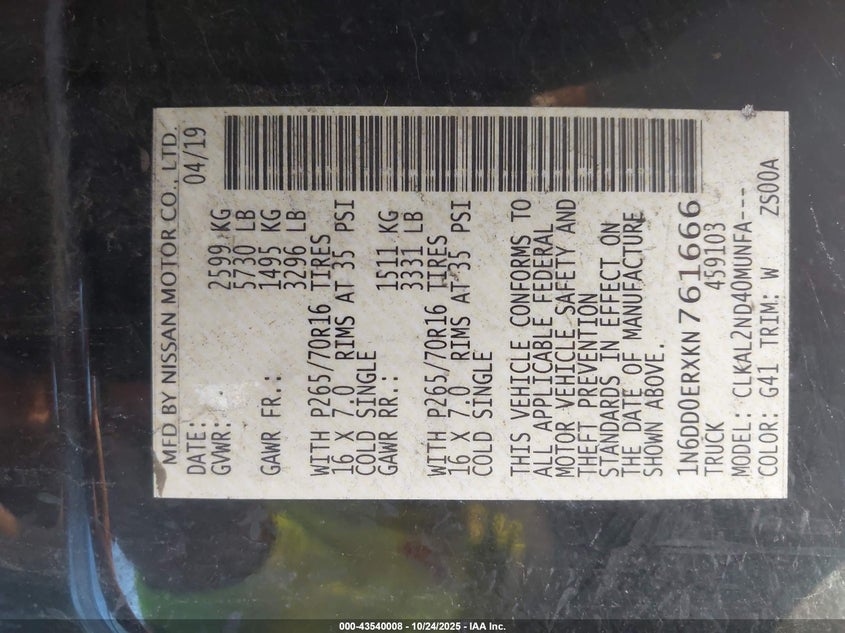 MFD BY NISSAN MOTOR CO., LTD.
DATE: 04/19
GVWR: 2599 KG
5730 LB
GAWR FR.: 1495 KG
3296 LB
WITH P265/70R16 TIRES
16 X 7.0 RIMS AT 35 PSI
COLD SINGLE
GAWR RR.: 1511 KG
3331 LB
WITH P265/70R16 TIRES
16 X 7.0 RIMS AT 35 PSI
COLD SINGLE
THIS VEHICLE CONFORMS TO
ALL APPLICABLE FEDERAL
MOTOR VEHICLE SAFETY AND
THEFT PREVENTION
STANDARDS IN EFFECT ON
THE DATE OF MANUFACTURE
SHOWN ABOVE.
1N6DD0ERXKN761666
TRUCK 459103
MODEL: CLKAL2ND40MUNFA---
COLOR: G41 TRIM: W ZS00A
000-43540008 - 10/24/2025 - IAA Inc.